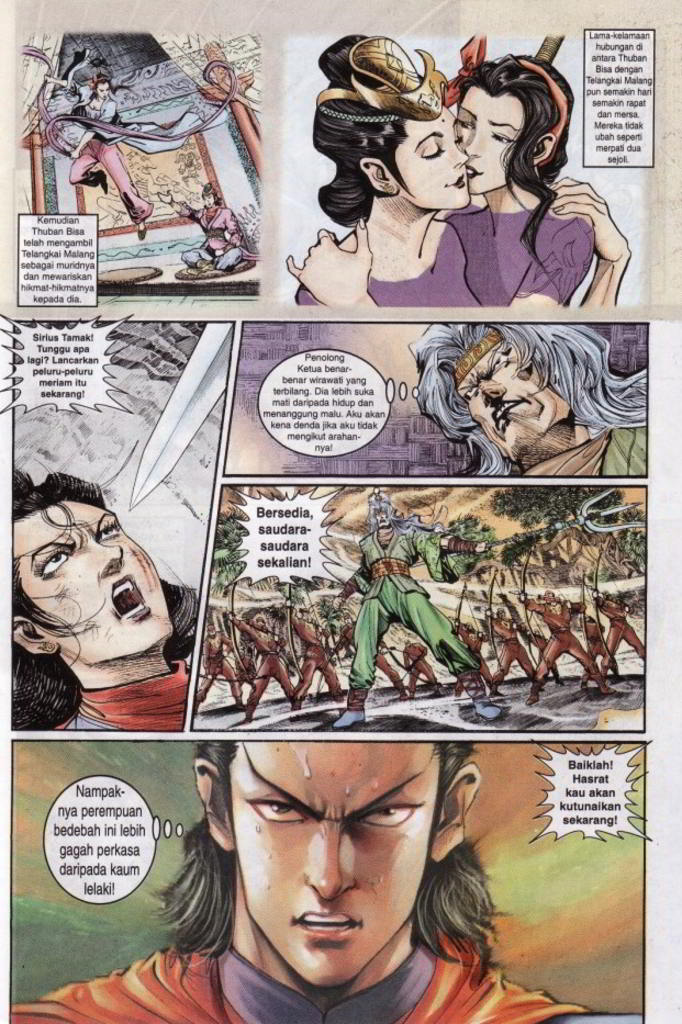 Kemudian
Thuban Bisa
telah mengambil
Telangkai Malang
sebagai muridnya
dan mewariskan
hikmat-hikmatnya
kepada dia.
Lama-kelamaan
hubungan di
antara Thuban
Bisa dengan
Telangkai Malang
pun semakin hari
semakin rapat
dan mersa.
Mereka tidak
ubah seperti
merpati dua
sejoli.
Sirius Tamak!
Tunggu apa
lagi? Lancarkan
peluru-peluru
meriam itu
sekarang!
Penolong
Ketua benar-
benar wirawati yang
terbilang. Dia lebih suka
mati daripada hidup dan
menanggung malu. Aku akan
kena denda jika aku tidak
mengikut arahan-
nya!
Bersedia,
saudara-
saudara
sekalian!
Nampak-
nya perempuan
bedebah ini lebih
gagah perkasa
daripada kaum
lelaki!
Baiklah!
Hasrat
kau akan
kutunaikan
sekarang!